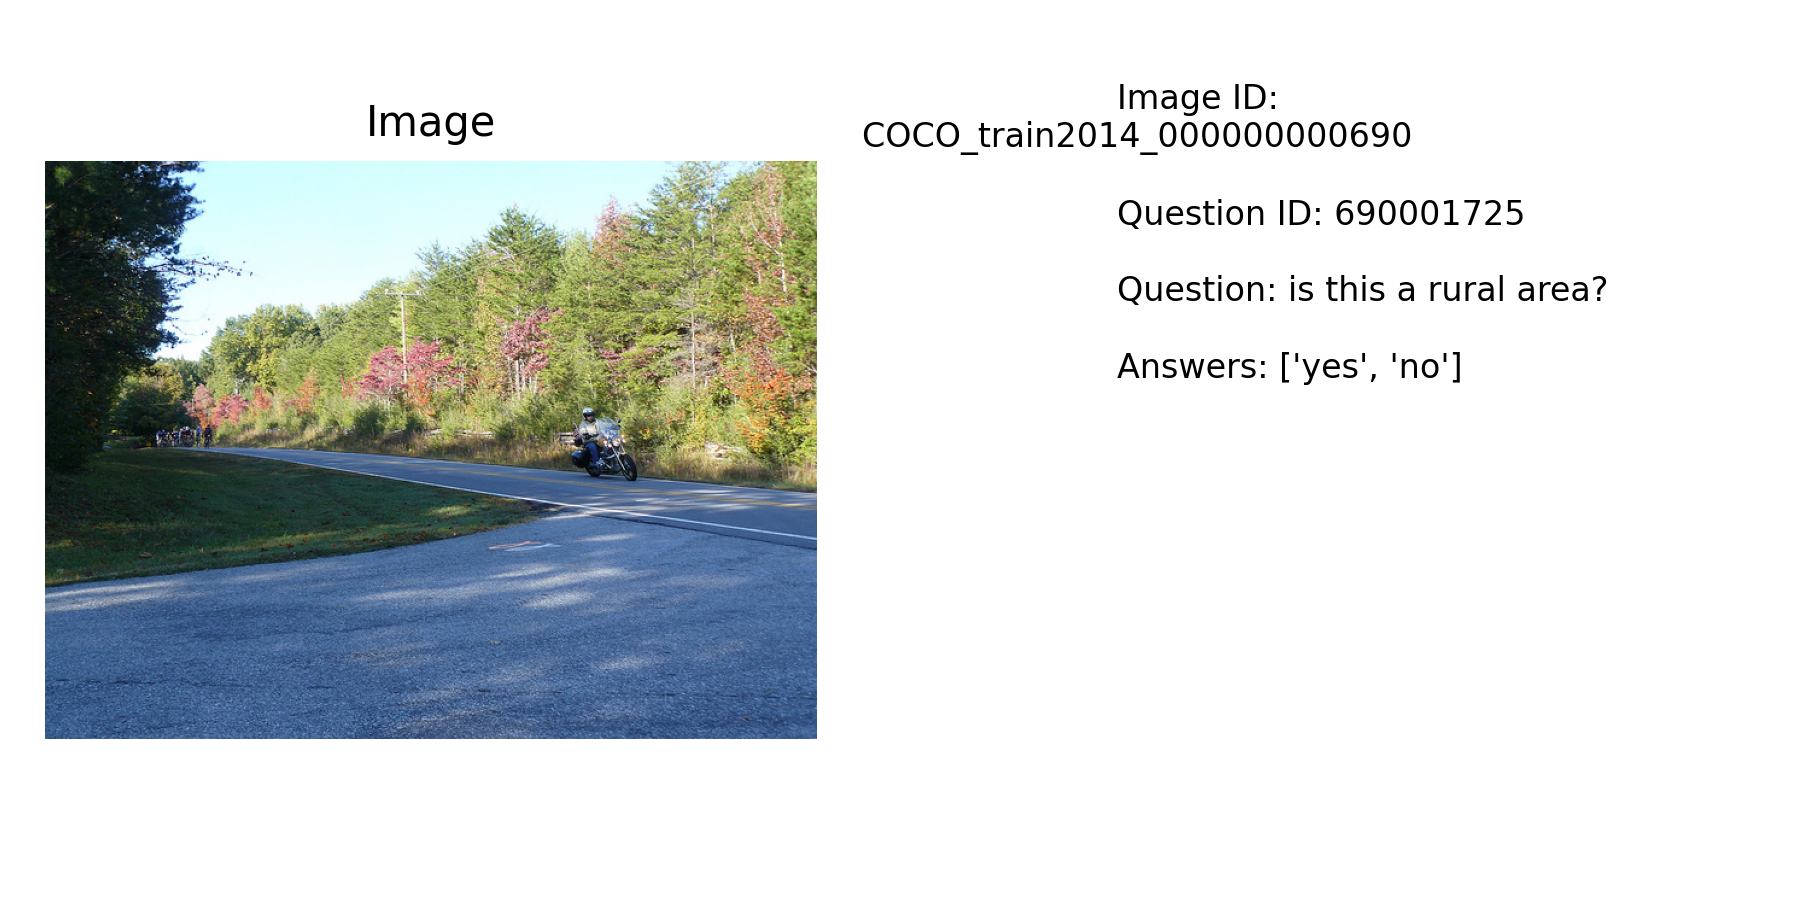 Image
Image ID:
COCO_train2014_000000000690
Question ID: 690001725
Question: is this a rural area?
Answers: ['yes', 'no']